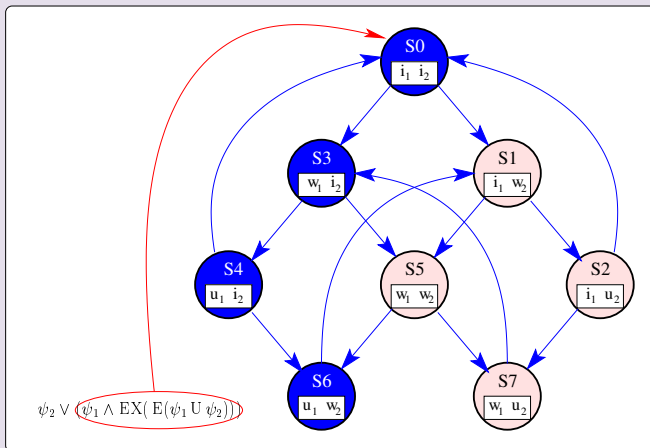 S0
i₁ i₂
S3
w₁ i₂
S1
i₁ w₂
S4
u₁ i₂
S5
w₁ w₂
S2
i₁ u₂
S6
u₁ w₂
S7
w₁ u₂
ψ₂ ∨ (ψ₁ ∧ EX( E(ψ₁ U ψ₂)))